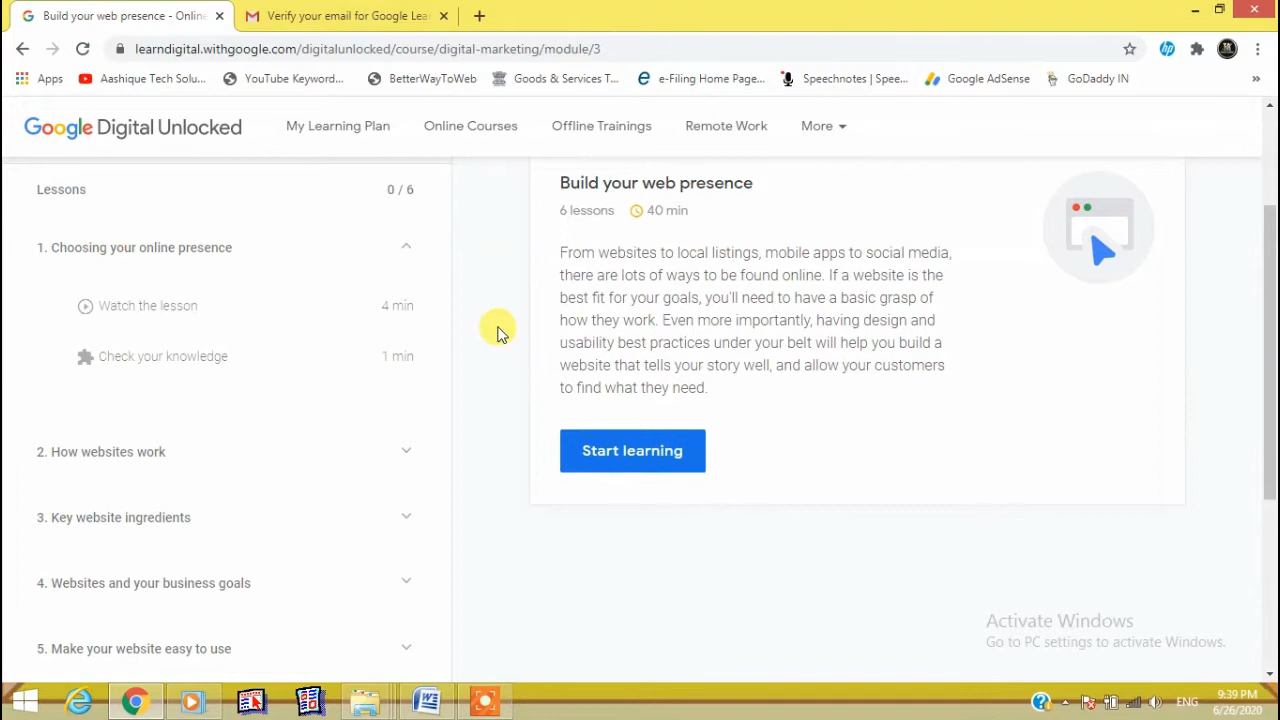 Build your web presence - Online
Verify your email for Google Lea
learndigital.withgoogle.com/digitalunlocked/course/digital-marketing/module/3
Apps
Aashique Tech Solu...
YouTube Keyword...
BetterWayToWeb
Goods & Services T...
e-Filing Home Page...
Speechnotes | Spee...
Google AdSense
GoDaddy IN
»
Google Digital Unlocked
My Learning Plan
Online Courses
Offline Trainings
Remote Work
More
Lessons
0 / 6
1. Choosing your online presence
Watch the lesson
4 min
Check your knowledge
1 min
2. How websites work
3. Key website ingredients
4. Websites and your business goals
5. Make your website easy to use
Build your web presence
6 lessons
40 min
From websites to local listings, mobile apps to social media,
there are lots of ways to be found online. If a website is the
best fit for your goals, you'll need to have a basic grasp of
how they work. Even more importantly, having design and
usability best practices under your belt will help you build a
website that tells your story well, and allow your customers
to find what they need.
Start learning
Activate Windows
Go to PC settings to activate Windows.
ENG
9:39 PM
6/26/2020